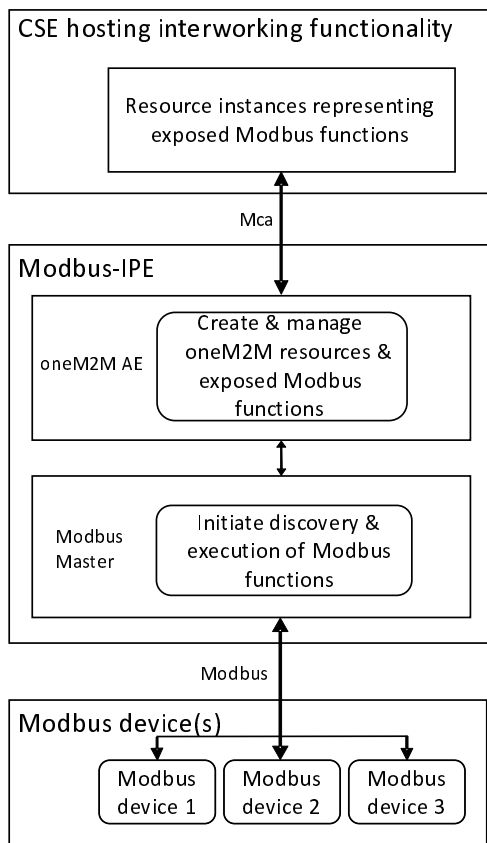 CSE hosting interworking functionality
Resource instances representing
exposed Modbus functions
Mca
Modbus-IPE
oneM2M AE
Create & manage
oneM2M resources &
exposed Modbus
functions
Modbus
Master
Initiate discovery &
execution of Modbus
functions
Modbus
Modbus device(s)
Modbus
device 1
Modbus
device 2
Modbus
device 3